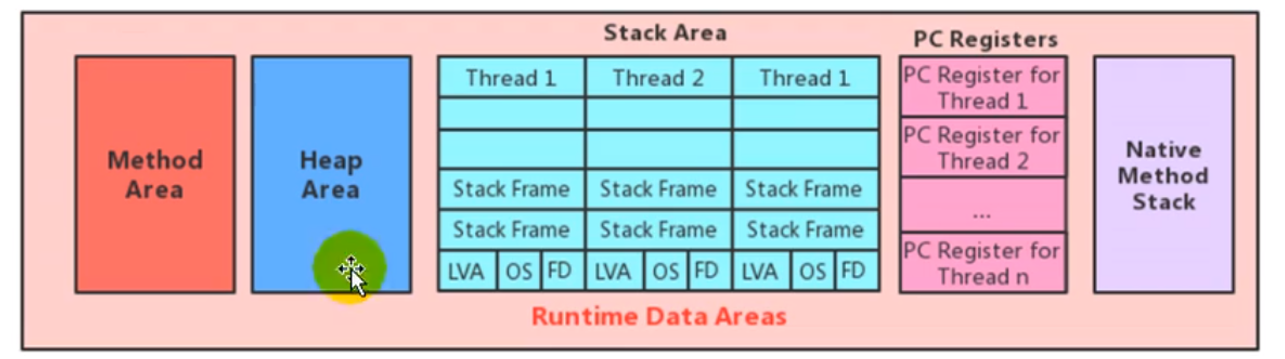 Method
Area
Heap
Area
Stack Area
Thread 1
Thread 2
Thread 1
Stack Frame
Stack Frame
Stack Frame
Stack Frame
Stack Frame
Stack Frame
LVA
OS
FD
LVA
OS
FD
LVA
OS
FD
PC Registers
PC Register for
Thread 1
PC Register for
Thread 2
...
PC Register for
Thread n
Native
Method
Stack
Runtime Data Areas